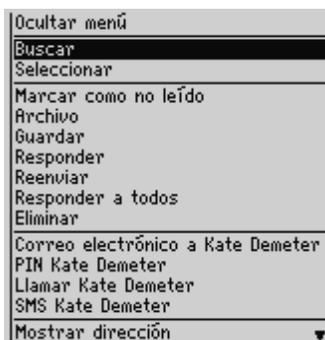 Ocultar menú
Buscar
Seleccionar
Marcar como no leído
Archivo
Guardar
Responder
Reenviar
Responder a todos
Eliminar
Correo electrónico a Kate Demeter
PIN Kate Demeter
Llamar Kate Demeter
SMS Kate Demeter
Mostrar dirección